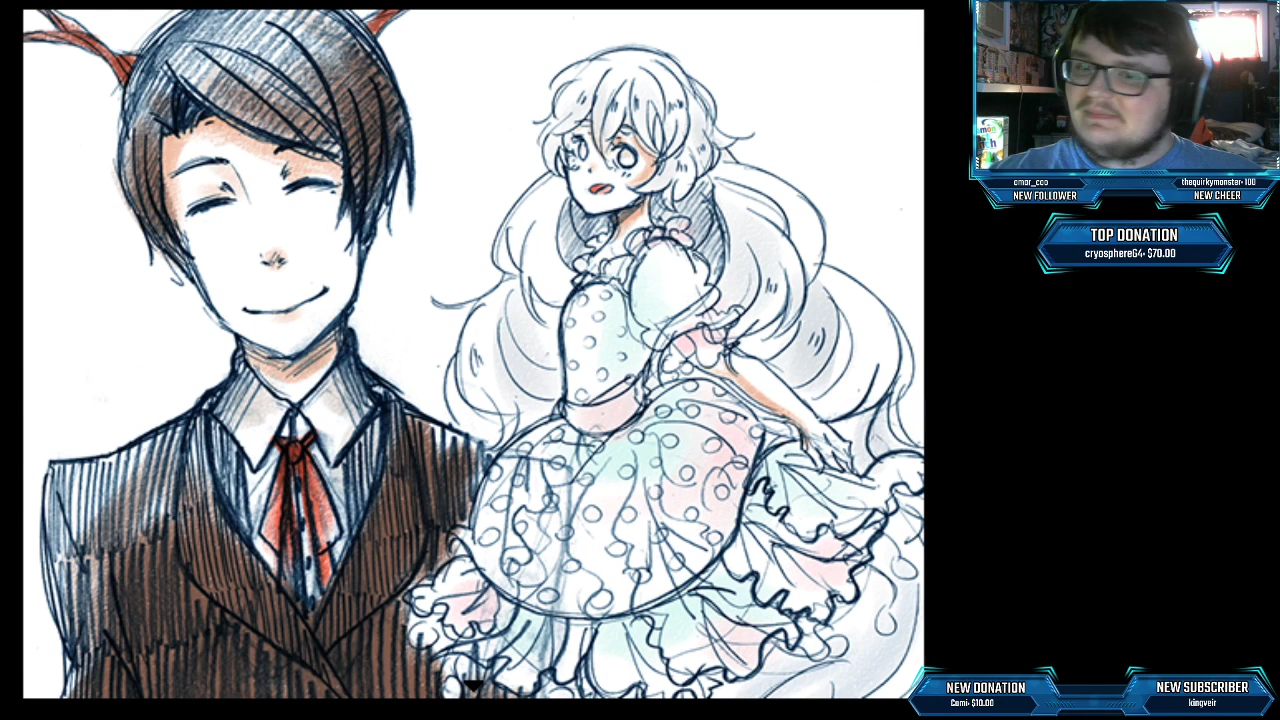 amar_cao
thequirkymonster• 100
NEW FOLLOWER
NEW CHEER
TOP DONATION
cryosphere64• $70.00
NEW DONATION
Cami• $10.00
NEW SUBSCRIBER
kingveir